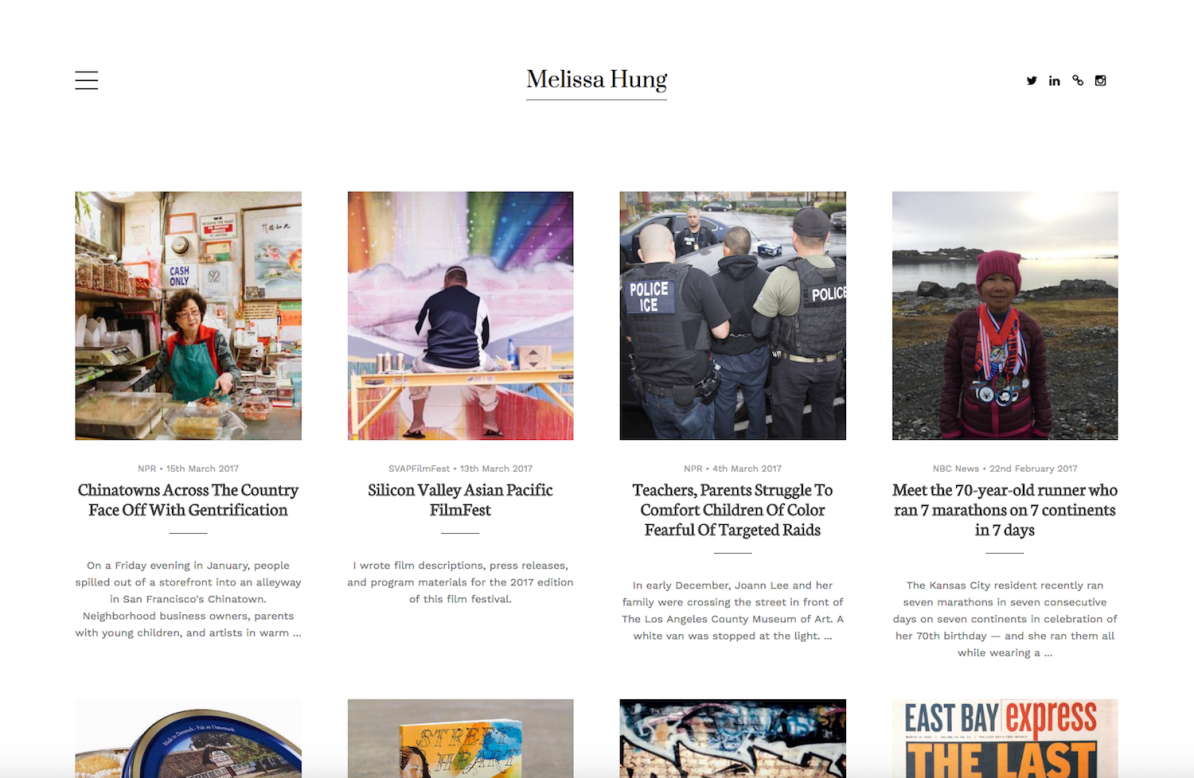 Melissa Hung
WE
CASH
ONLY
POLICE
ICE
POLICE
NPR • 15th March 2017
Chinatowns Across The Country
Face Off With Gentrification
On a Friday evening in January, people
spilled out of a storefront into an alleyway
in San Francisco's Chinatown.
Neighborhood business owners, parents
with young children, and artists in warm ...
SVAPFilmFest • 13th March 2017
Silicon Valley Asian Pacific
FilmFest
I wrote film descriptions, press releases,
and program materials for the 2017 edition
of this film festival.
NPR • 4th March 2017
Teachers, Parents Struggle To
Comfort Children Of Color
Fearful Of Targeted Raids
In early December, Joann Lee and her
family were crossing the street in front of
The Los Angeles County Museum of Art. A
white van was stopped at the light. ...
NBC News • 22nd February 2017
Meet the 70-year-old runner who
ran 7 marathons on 7 continents
in 7 days
The Kansas City resident recently ran
seven marathons in seven consecutive
days on seven continents in celebration of
her 70th birthday — and she ran them all
while wearing a ...
STREET
HEART
EAST BAY express
THE LAST